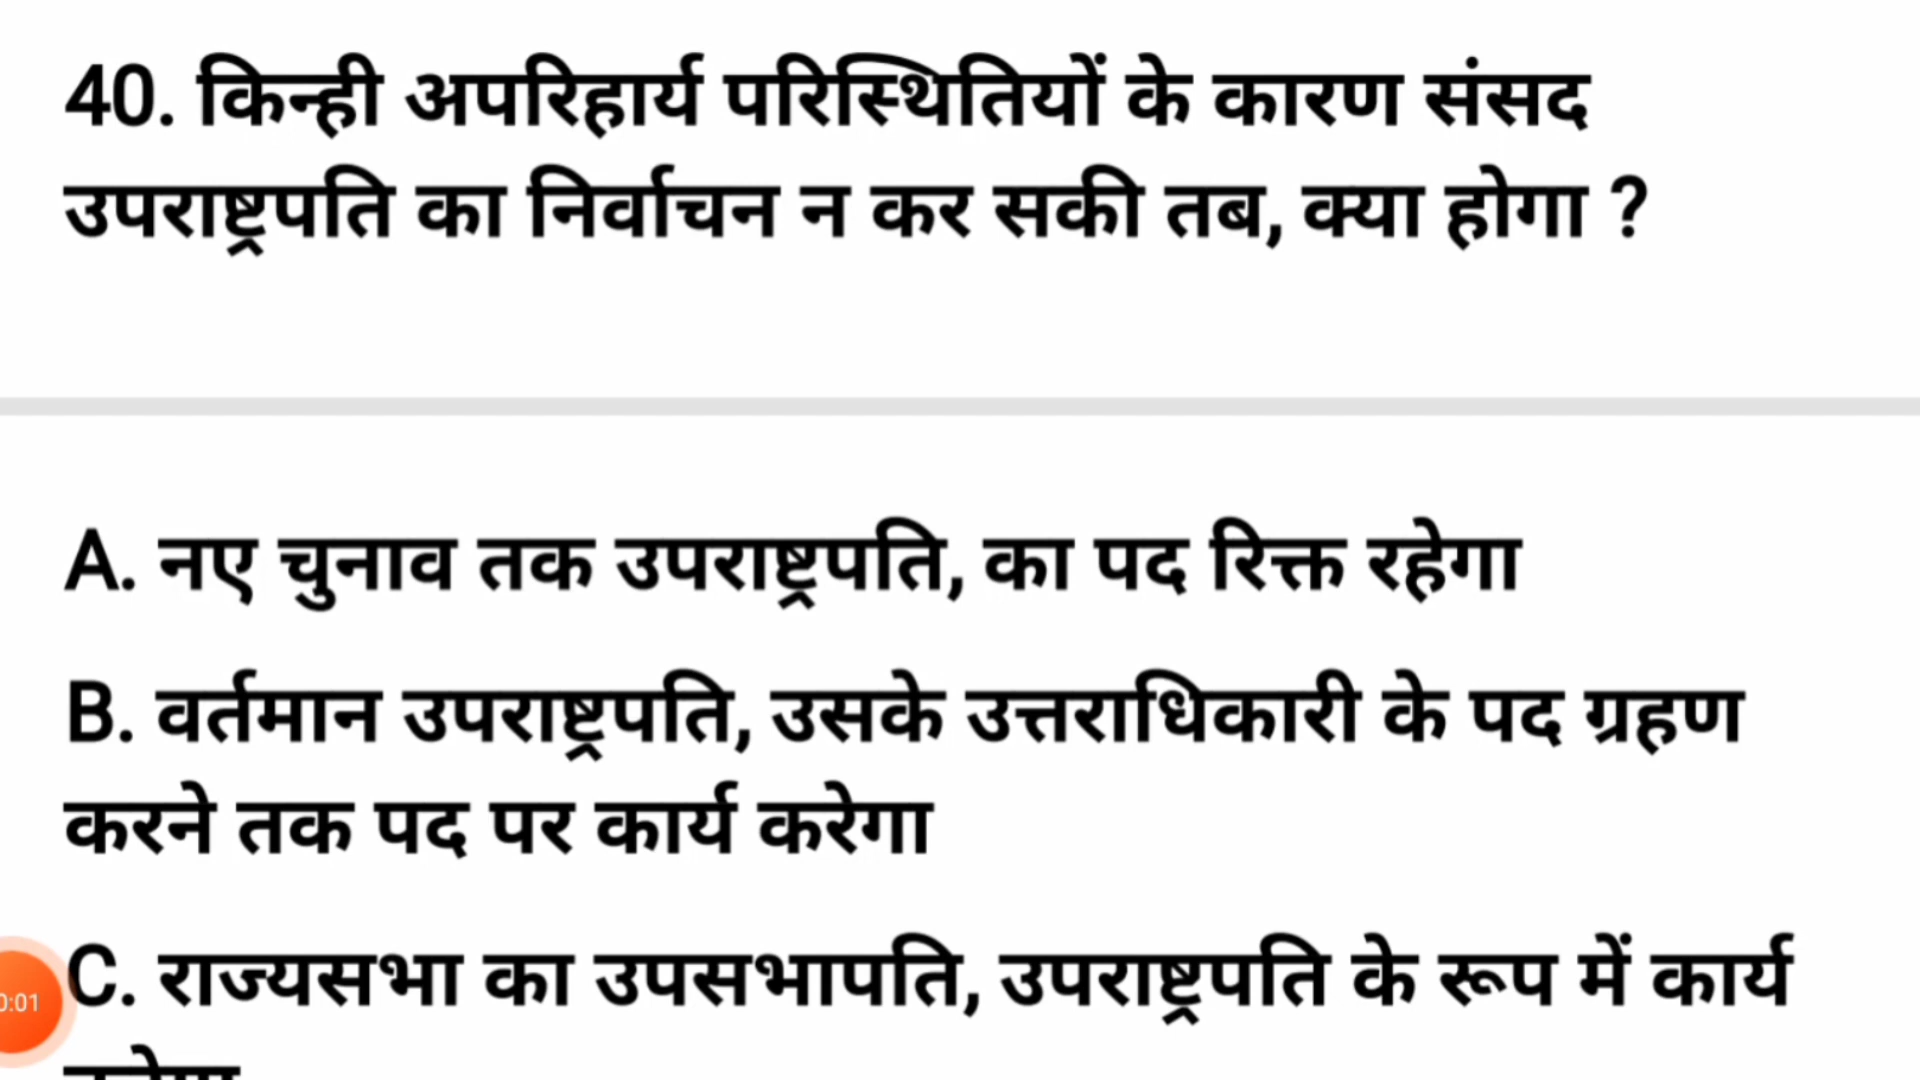 40. किन्ही अपरिहार्य परिस्थितियों के कारण संसद
उपराष्ट्रपति का निर्वाचन न कर सकी तब, क्या होगा ?
A. नए चुनाव तक उपराष्ट्रपति, का पद रिक्त रहेगा
B. वर्तमान उपराष्ट्रपति, उसके उत्तराधिकारी के पद ग्रहण
करने तक पद पर कार्य करेगा
C. राज्यसभा का उपसभापति, उपराष्ट्रपति के रूप में कार्य
0:01